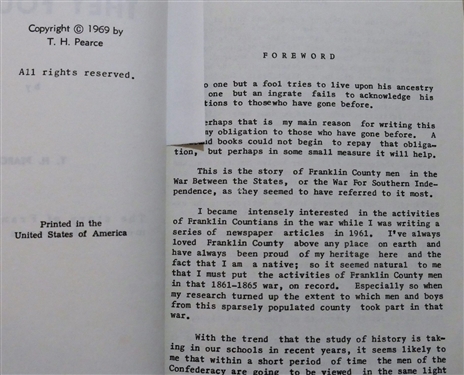 Copyright © 1969 by
T. H. Pearce
All rights reserved.
Printed in the
United States of America
FOREWORD
o one but a fool tries to live upon his ancestry
one but an ingrate fails to acknowledge his
tions to those who have gone before.
erhaps that is my main reason for writing this
my obligation to those who have gone before. A
nd books could not begin to repay that obliga-
tion, but perhaps in some small measure it will help.
This is the story of Franklin County men in the
War Between the States, or the War For Southern Inde-
pendence, as they seemed to have referred to it most.
I became intensely interested in the activities
of Franklin Countians in the war while I was writing a
series of newspaper articles in 1961. I've always
loved Franklin County above any place on earth and
have always been proud of my heritage here and the
fact that I am a native; so it seemed natural to me
that I must put the activities of Franklin County men
in that 1861-1865 war, on record. Especially so when
my research turned up the extent to which men and boys
from this sparsely populated county took part in that
war.
With the trend that the study of history is tak-
ing in our schools in recent years, it seems likely to
me that within a short period of time the men of the
Confederacy are going to be viewed in the same light